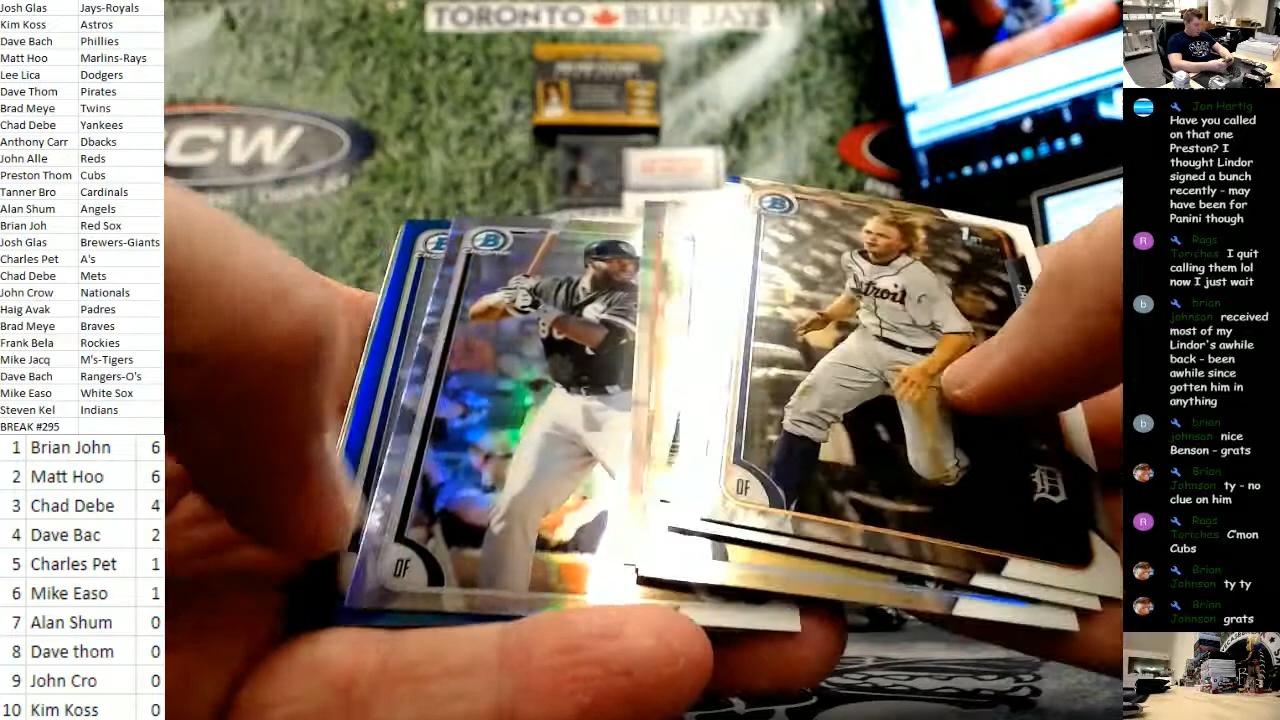 Josh Glas Jays-Royals
Kim Koss Astros
Dave Bach Phillies
Matt Hoo Marlins-Rays
Lee Lica Dodgers
Dave Thom Pirates
Brad Meye Twins
Chad Debe Yankees
Anthony Carr Dbacks
John Alle Reds
Preston Thom Cubs
Tanner Bro Cardinals
Alan Shum Angels
Brian Joh Red Sox
Josh Glas Brewers-Giants
Charles Pet A's
Chad Debe Mets
John Crow Nationals
Haig Avak Padres
Brad Meye Braves
Frank Bela Rockies
Mike Jacq M's-Tigers
Dave Bach Rangers-O's
Mike Easo White Sox
Steven Kel Indians
BREAK #295
1 Brian John 6
2 Matt Hoo 6
3 Chad Debe 4
4 Dave Bac 2
5 Charles Pet 1
6 Mike Easo 1
7 Alan Shum 0
8 Dave thom 0
9 John Cro 0
10 Kim Koss 0
TORONTO BLUE JAYS
CW
B
B
1ST
Detroit
OF
OF
D
Jon Hartig
Have you called
on that one
Preston? I
thought Lindor
signed a bunch
recently - may
have been for
Panini though
R Rags
Toriches I quit
calling them lol
now I just wait
b brian
johnson received
most of my
Lindor's awhile
back - been
awhile since
gotten him in
anything
b brian
johnson nice
Benson - grats
Brian
Johnson ty - no
clue on him
R Rags
Toriches C'mon
Cubs
Brian
Johnson ty ty
Brian
Johnson grats